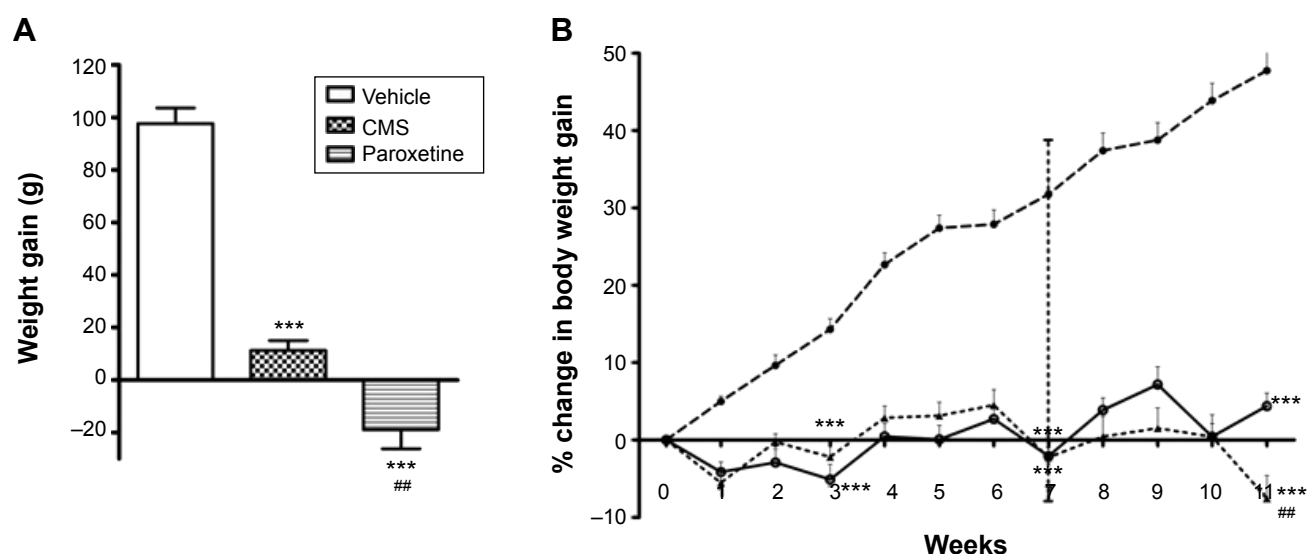 A
Weight gain (g)
120
100
80
60
40
20
0
–20
Vehicle
CMS
Paroxetine
***
***
##
B
% change in body weight gain
50
40
30
20
10
0
–10
***
***
***
***
***
***
##
0 1 2 3 4 5 6 7 8 9 10 11
Weeks